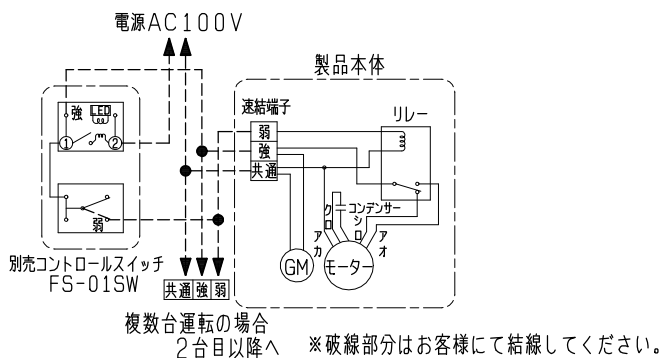 電源AC100V
製品本体
速結端子
リレー
強
LED
①
②
弱
強
共通
弱
コンデンサー
クロ
シロ
アカ
アオ
GM
モーター
別売コントロールスイッチ
FS-01SW
共通 強 弱
複数台運転の場合
2台目以降へ
※破線部分はお客様にて結線してください。